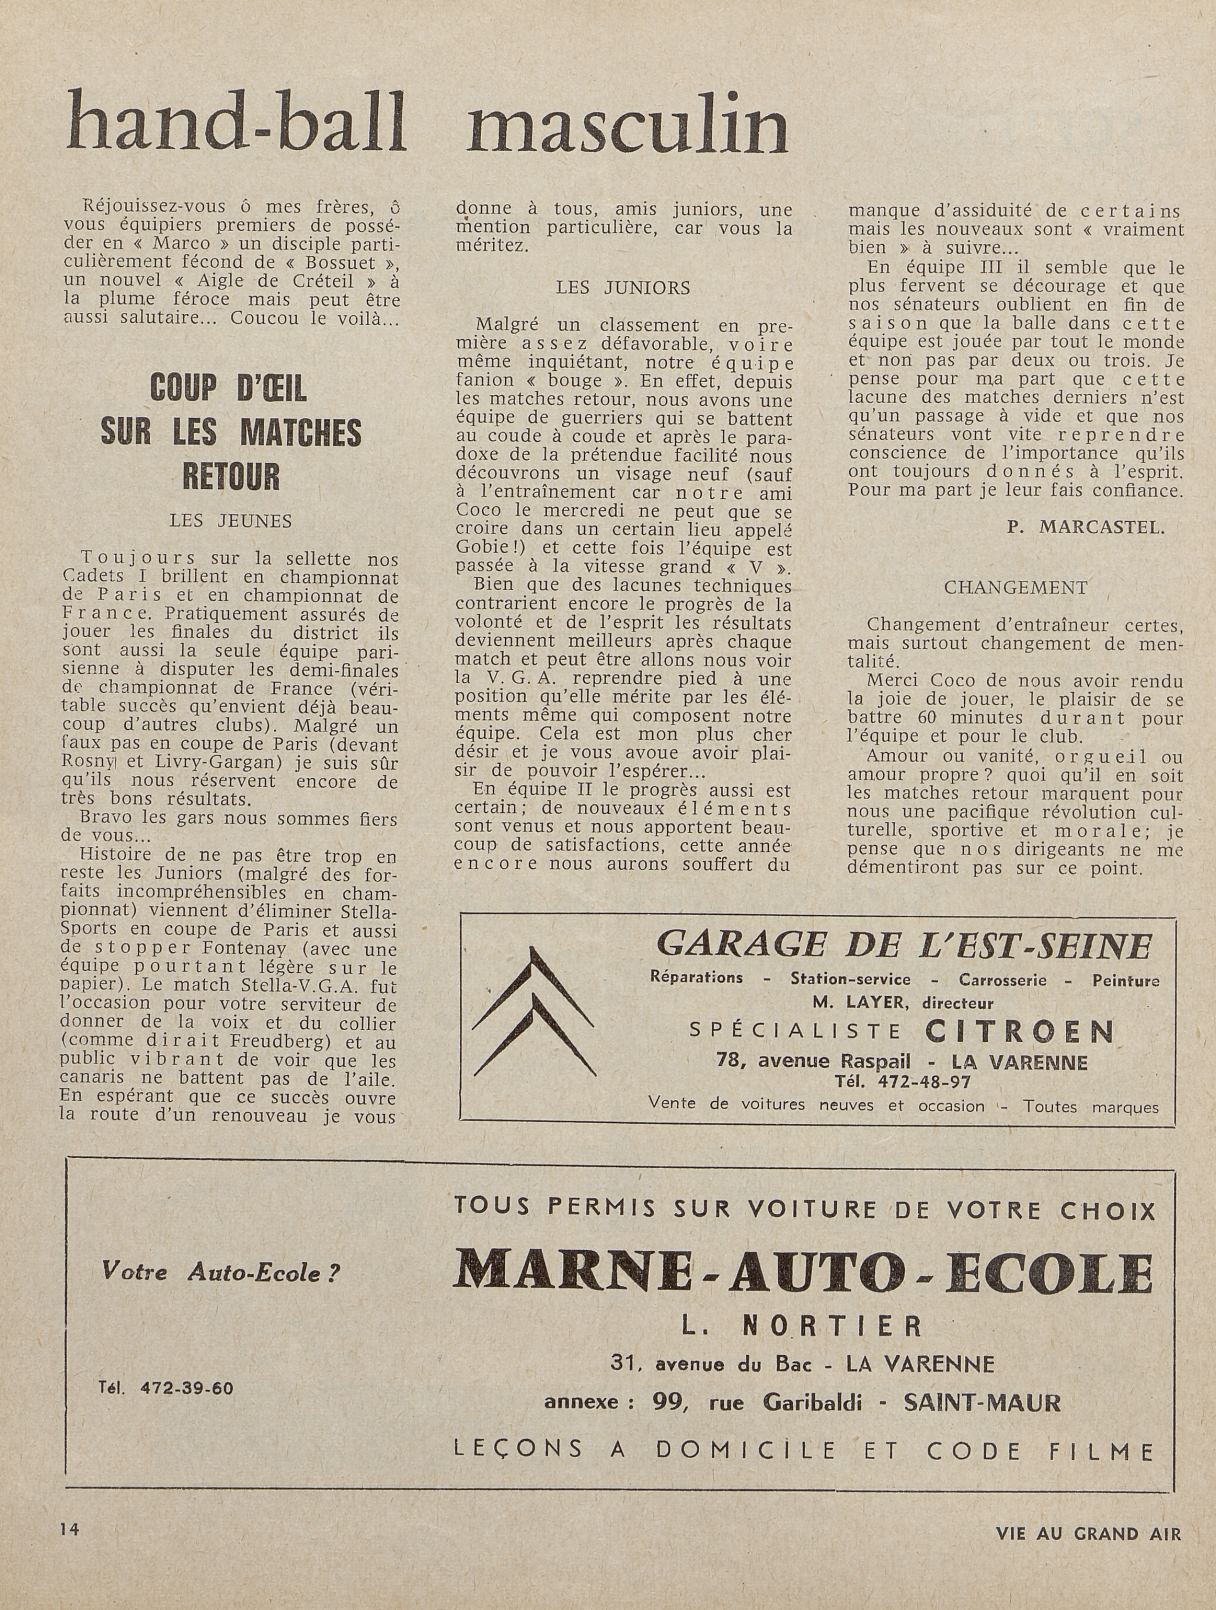 hand-ball masculin
Réjouissez-vous ô mes frères, ô
vous équipiers premiers de possé-
der en « Marco » un disciple parti-
culièrement fécond de « Bossuet »,
un nouvel « Aigle de Créteil » à
la plume féroce mais peut être
aussi salutaire... Coucou le voilà...
COUP D'ŒIL
SUR LES MATCHES
RETOUR
LES JEUNES
Toujours sur la sellette nos
Cadets I brillent en championnat
de Paris et en championnat de
France. Pratiquement assurés de
jouer les finales du district ils
sont aussi la seule équipe pari-
sienne à disputer les demi-finales
de championnat de France (véri-
table succès qu'envient déjà beau-
coup d'autres clubs). Malgré un
faux pas en coupe de Paris (devant
Rosny et Livry-Gargan) je suis sûr
qu'ils nous réservent encore de
très bons résultats.
Bravo les gars nous sommes fiers
de vous...
Histoire de ne pas être trop en
reste les Juniors (malgré des for-
faits incompréhensibles en cham-
pionnat) viennent d'éliminer Stella-
Sports en coupe de Paris et aussi
de stopper Fontenay (avec une
équipe pourtant légère sur le
papier). Le match Stella-V.G.A. fut
l'occasion pour votre serviteur de
donner de la voix et du collier
(comme dirait Freudberg) et au
public vibrant de voir que les
canaris ne battent pas de l'aile.
En espérant que ce succès ouvre
la route d'un renouveau je vous
donne à tous, amis juniors, une
mention particulière, car vous la
méritez.
LES JUNIORS
Malgré un classement en pre-
mière assez défavorable, voire
même inquiétant, notre équipe
fanion « bouge ». En effet, depuis
les matches retour, nous avons une
équipe de guerriers qui se battent
au coude à coude et après le para-
doxe de la prétendue facilité nous
découvrons un visage neuf (sauf
à l'entraînement car notre ami
Coco le mercredi ne peut que se
croire dans un certain lieu appelé
Gobie !) et cette fois l'équipe est
passée à la vitesse grand « V ».
Bien que des lacunes techniques
contrarient encore le progrès de la
volonté et de l'esprit les résultats
deviennent meilleurs après chaque
match et peut être allons nous voir
la V. G. A. reprendre pied à une
position qu'elle mérite par les élé-
ments même qui composent notre
équipe. Cela est mon plus cher
désir et je vous avoue avoir plai-
sir de pouvoir l'espérer...
En équipe II le progrès aussi est
certain ; de nouveaux éléments
sont venus et nous apportent beau-
coup de satisfactions, cette année
encore nous aurons souffert du
manque d'assiduité de certains
mais les nouveaux sont « vraiment
bien » à suivre...
En équipe III il semble que le
plus fervent se décourage et que
nos sénateurs oublient en fin de
saison que la balle dans cette
équipe est jouée par tout le monde
et non pas par deux ou trois. Je
pense pour ma part que cette
lacune des matches derniers n'est
qu'un passage à vide et que nos
sénateurs vont vite reprendre
conscience de l'importance qu'ils
ont toujours donnés à l'esprit.
Pour ma part je leur fais confiance.
P. MARCASTEL.
CHANGEMENT
Changement d'entraîneur certes,
mais surtout changement de men-
talité.
Merci Coco de nous avoir rendu
la joie de jouer, le plaisir de se
battre 60 minutes durant pour
l'équipe et pour le club.
Amour ou vanité, orgueil ou
amour propre ? quoi qu'il en soit
les matches retour marquent pour
nous une pacifique révolution cul-
turelle, sportive et morale ; je
pense que nos dirigeants ne me
démentiront pas sur ce point.
GARAGE DE L'EST-SEINE
Réparations - Station-service - Carrosserie - Peinture
M. LAYER, directeur
SPÉCIALISTE CITROEN
78, avenue Raspail - LA VARENNE
Tél. 472-48-97
Vente de voitures neuves et occasion - Toutes marques
TOUS PERMIS SUR VOITURE DE VOTRE CHOIX
Votre Auto-Ecole ?
MARNE - AUTO - ECOLE
L. NORTIER
31, avenue du Bac - LA VARENNE
Tél. 472-39-60
annexe : 99, rue Garibaldi - SAINT-MAUR
LEÇONS A DOMICILE ET CODE FILME
14
VIE AU GRAND AIR